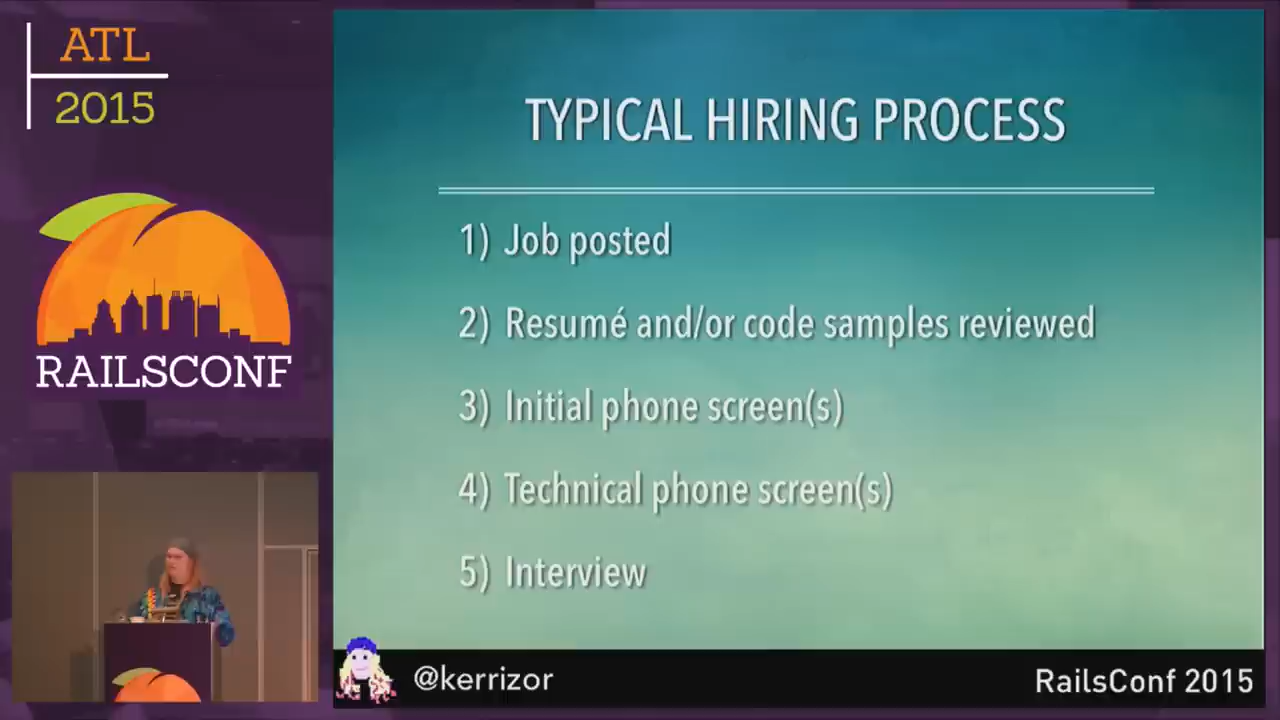 ATL
2015
RAILSCONF
TYPICAL HIRING PROCESS
1) Job posted
2) Resumé and/or code samples reviewed
3) Initial phone screen(s)
4) Technical phone screen(s)
5) Interview
@kerrizor
RailsConf 2015